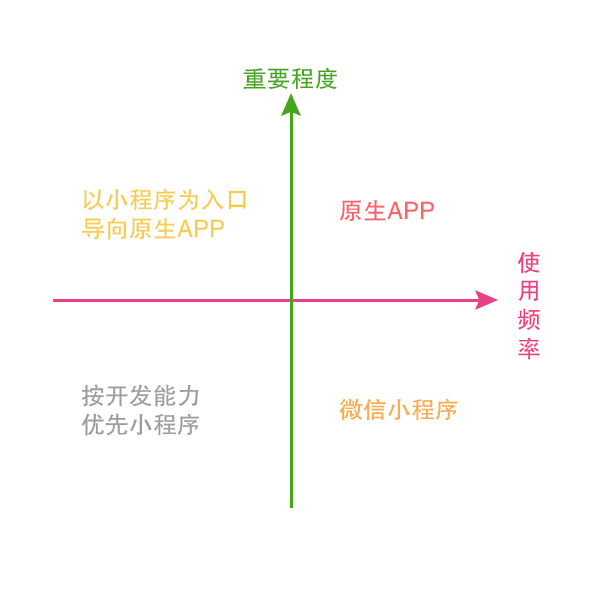 重要程度
以小程序为入口
导向原生APP
原生APP
使
用
频
率
按开发能力
优先小程序
微信小程序